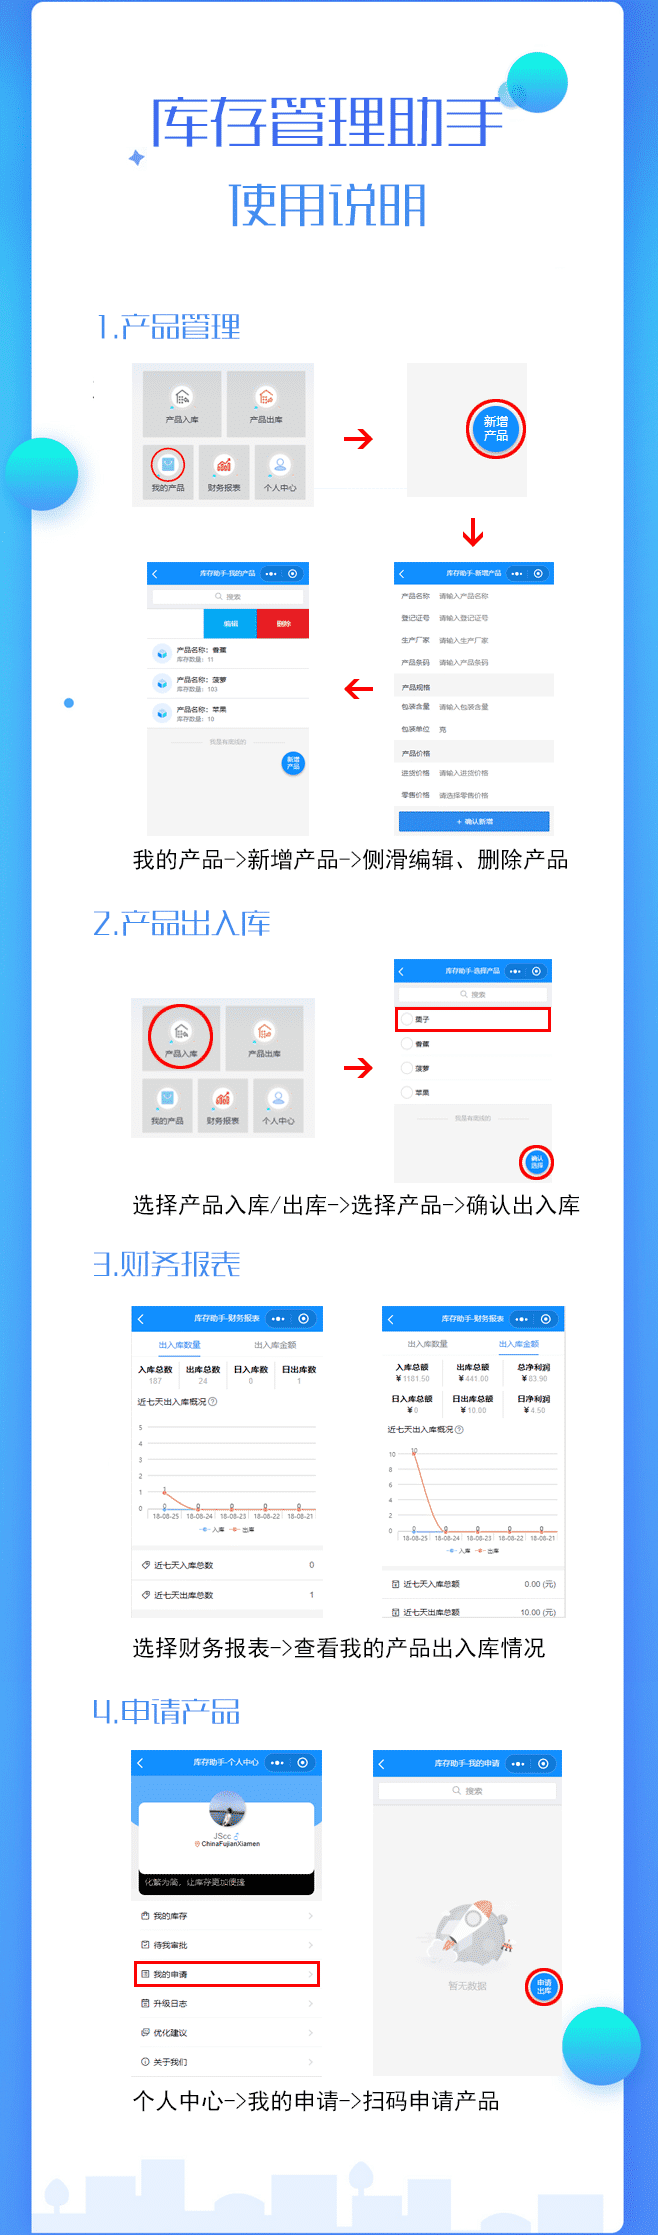 库存管理助手
使用说明
1.产品管理
产品入库 产品出库
我的产品 财务报表 个人中心
新增
产品
库存助手-我的产品
搜索
编辑 删除
产品名称：香蕉
库存数量：11
产品名称：菠萝
库存数量：103
产品名称：苹果
库存数量：10
我是有底线的
新增
产品
库存助手-新增产品
产品名称 请输入产品名称
登记证号 请输入登记证号
生产厂家 请输入生产厂家
产品条码 请输入产品条码
产品规格
包装含量 请输入包装含量
包装单位 克
产品价格
进货价格 请输入进货价格
零售价格 请选择零售价格
+ 确认新增
我的产品->新增产品->侧滑编辑、删除产品
2.产品出入库
产品入库 产品出库
我的产品 财务报表 个人中心
库存助手-选择产品
搜索
栗子
香蕉
菠萝
苹果
我是有底线的
确认
选择
选择产品入库/出库->选择产品->确认出入库
3.财务报表
库存助手-财务报表
出入库数量 出入库金额
入库总数 出库总数 日入库数 日出库数
187 24 0 1
近七天出入库概况
5
4
3
2
1
0
1
0 0 0 0 0
18-08-25 18-08-24 18-08-23 18-08-22 18-08-21
入库 出库
近七天入库总数 0
近七天出库总数 1
库存助手-财务报表
出入库数量 出入库金额
入库总额 出库总额 总净利润
¥1181.50 ¥441.00 ¥83.90
日入库总额 日出库总额 日净利润
¥0 ¥10.00 ¥4.50
近七天出入库概况
10
8
6
4
2
0
10
0 0 0 0 0
18-08-25 18-08-24 18-08-23 18-08-22 18-08-21
入库 出库
近七天入库总额 0.00 (元)
近七天出库总额 10.00 (元)
选择财务报表->查看我的产品出入库情况
4.申请产品
库存助手-个人中心
JScc
ChinaFujianXiamen
化繁为简，让库存更加便捷
我的库存
待我审批
我的申请
升级日志
优化建议
关于我们
库存助手-我的申请
搜索
暂无数据
申请
出库
个人中心->我的申请->扫码申请产品